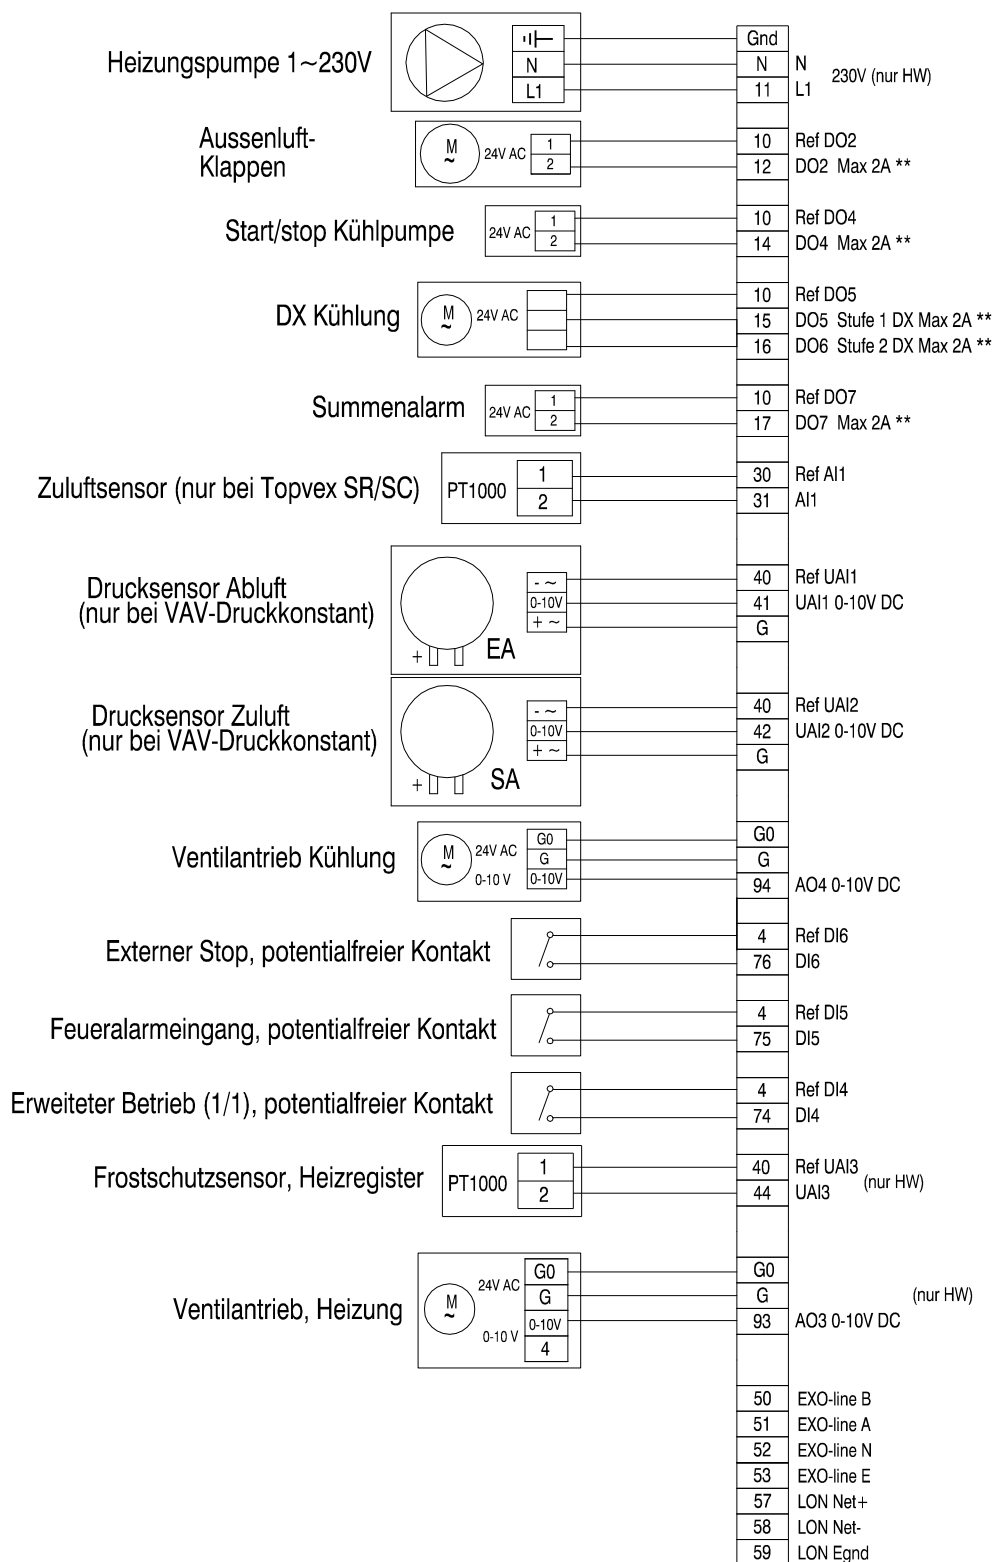 Heizungspumpe 1~230V
N
L1
Gnd
N N
11 L1
230V (nur HW)
Aussenluft-
Klappen
M
~
24V AC
1
2
10 Ref DO2
12 DO2 Max 2A **
Start/stop Kühlpumpe
24V AC
1
2
10 Ref DO4
14 DO4 Max 2A **
DX Kühlung
M
~
24V AC
10 Ref DO5
15 DO5 Stufe 1 DX Max 2A **
16 DO6 Stufe 2 DX Max 2A **
Summenalarm
24V AC
1
2
10 Ref DO7
17 DO7 Max 2A **
Zuluftsensor (nur bei Topvex SR/SC)
PT1000
1
2
30 Ref AI1
31 AI1
Drucksensor Abluft
(nur bei VAV-Druckkonstant)
- ~
0-10V
+ ~
+
EA
40 Ref UAI1
41 UAI1 0-10V DC
G
Drucksensor Zuluft
(nur bei VAV-Druckkonstant)
- ~
0-10V
+ ~
+
SA
40 Ref UAI2
42 UAI2 0-10V DC
G
Ventilantrieb Kühlung
M
~
24V AC
0-10 V
G0
G
0-10V
G0
G
94 AO4 0-10V DC
Externer Stop, potentialfreier Kontakt
4 Ref DI6
76 DI6
Feueralarmeingang, potentialfreier Kontakt
4 Ref DI5
75 DI5
Erweiteter Betrieb (1/1), potentialfreier Kontakt
4 Ref DI4
74 DI4
Frostschutzsensor, Heizregister
PT1000
1
2
40 Ref UAI3
44 UAI3
(nur HW)
Ventilantrieb, Heizung
M
~
24V AC
0-10 V
G0
G
0-10V
4
G0
G
93 AO3 0-10V DC
(nur HW)
50 EXO-line B
51 EXO-line A
52 EXO-line N
53 EXO-line E
57 LON Net+
58 LON Net-
59 LON Egnd